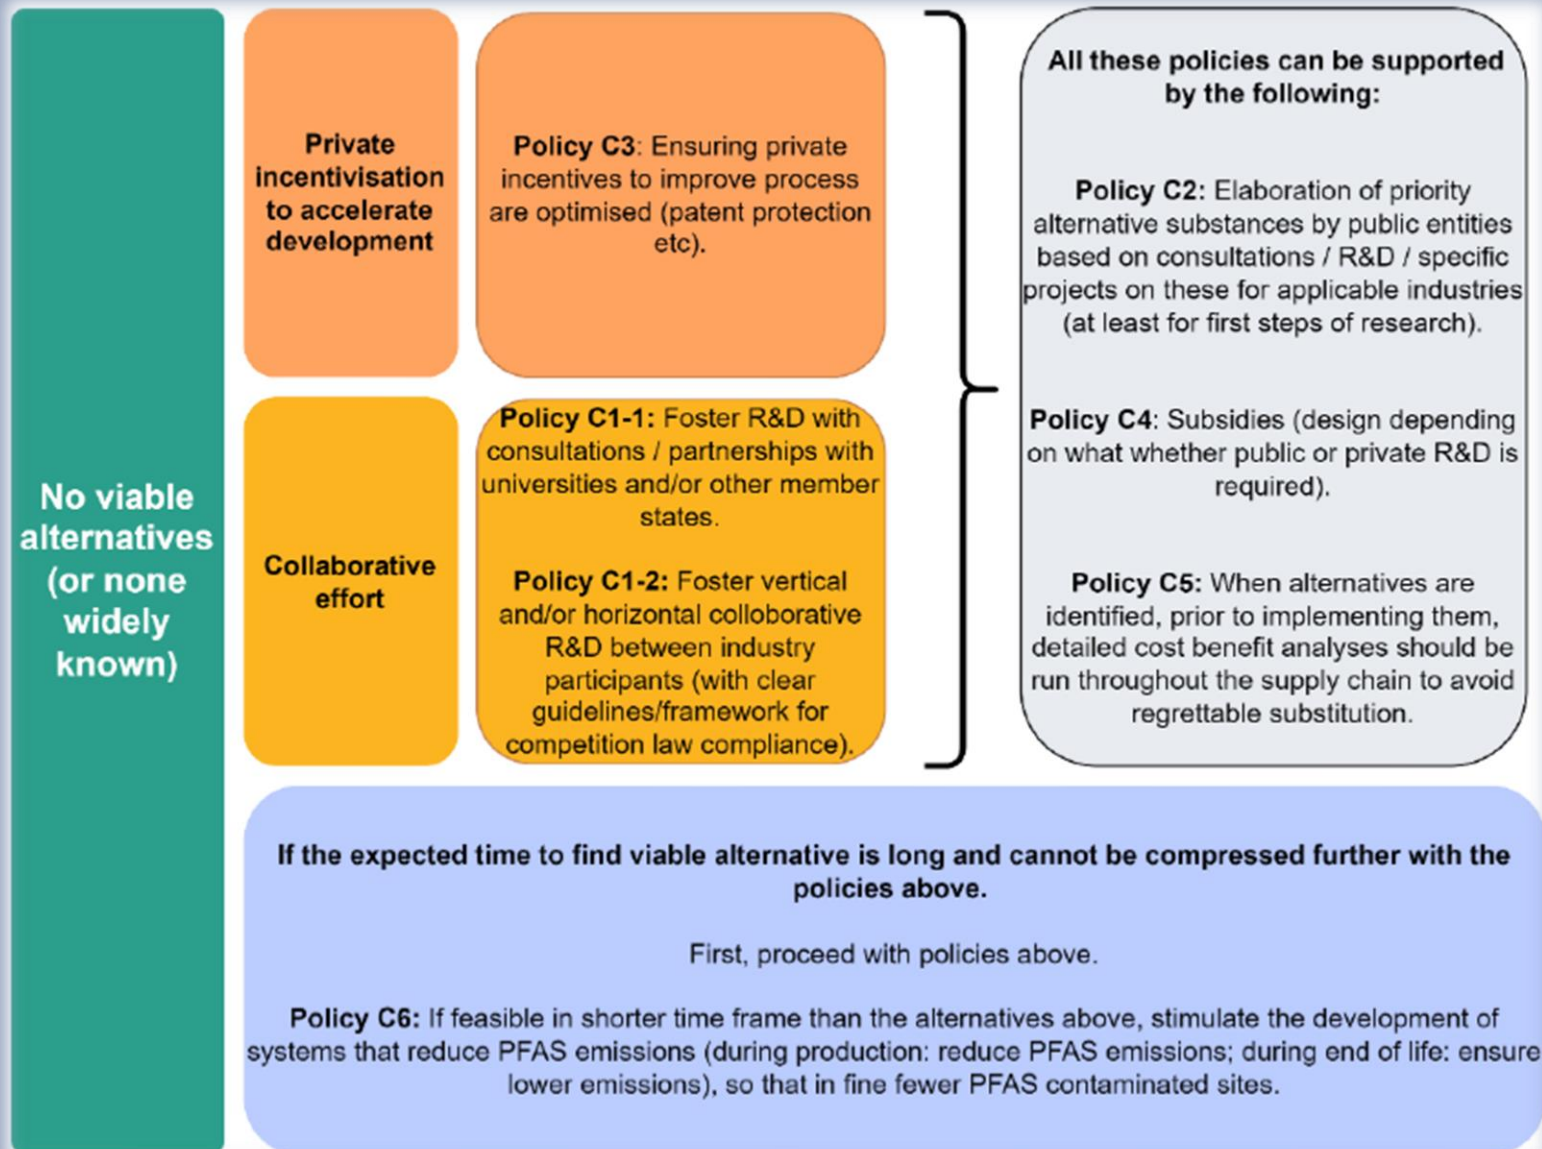 No viable
alternatives
(or none
widely
known)
Private
incentivisation
to accelerate
development
Policy C3: Ensuring private
incentives to improve process
are optimised (patent protection
etc).
Collaborative
effort
Policy C1-1: Foster R&D with
consultations / partnerships with
universities and/or other member
states.
Policy C1-2: Foster vertical
and/or horizontal colloborative
R&D between industry
participants (with clear
guidelines/framework for
competition law compliance).
All these policies can be supported
by the following:
Policy C2: Elaboration of priority
alternative substances by public entities
based on consultations / R&D / specific
projects on these for applicable industries
(at least for first steps of research).
Policy C4: Subsidies (design depending
on what whether public or private R&D is
required).
Policy C5: When alternatives are
identified, prior to implementing them,
detailed cost benefit analyses should be
run throughout the supply chain to avoid
regrettable substitution.
If the expected time to find viable alternative is long and cannot be compressed further with the
policies above.
First, proceed with policies above.
Policy C6: If feasible in shorter time frame than the alternatives above, stimulate the development of
systems that reduce PFAS emissions (during production: reduce PFAS emissions; during end of life: ensure
lower emissions), so that in fine fewer PFAS contaminated sites.